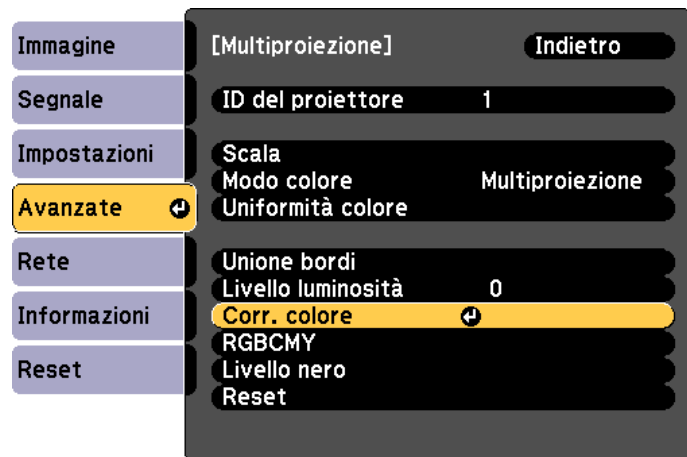 Immagine
Segnale
Impostazioni
Avanzate
Rete
Informazioni
Reset
[Multiproiezione] Indietro
ID del proiettore 1
Scala
Modo colore Multiproiezione
Uniformità colore
Unione bordi
Livello luminosità 0
Corr. colore
RGBCMY
Livello nero
Reset